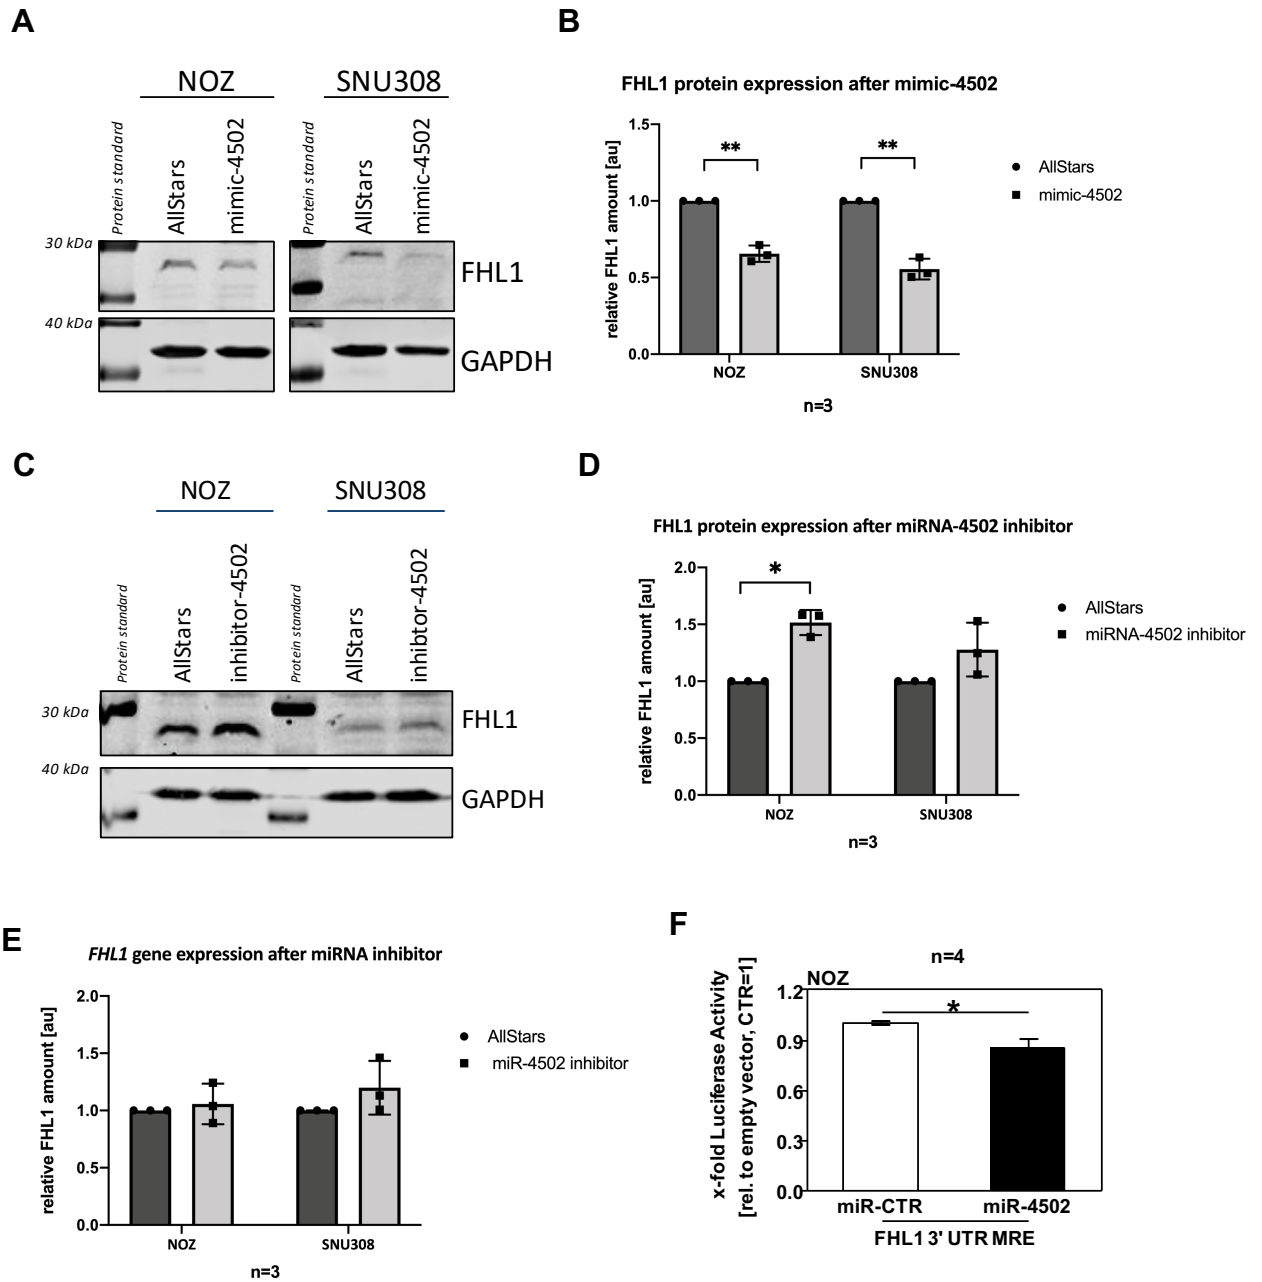 A
NOZ
SNU308
Protein standard
AllStars
mimic-4502
Protein standard
AllStars
mimic-4502
30 kDa
FHL1
40 kDa
GAPDH
B
FHL1 protein expression after mimic-4502
relative FHL1 amount [au]
1.5
1.0
0.5
0.0
**
**
NOZ
SNU308
n=3
AllStars
mimic-4502
C
NOZ
SNU308
Protein standard
AllStars
inhibitor-4502
Protein standard
AllStars
inhibtor-4502
30 kDa
FHL1
40 kDa
GAPDH
D
FHL1 protein expression after miRNA-4502 inhibitor
relative FHL1 amount [au]
2.0
1.5
1.0
0.5
0.0
*
NOZ
SNU308
n=3
AllStars
miRNA-4502 inhibitor
E
FHL1 gene expression after miRNA inhibitor
relative FHL1 amount [au]
2.0
1.5
1.0
0.5
0.0
NOZ
SNU308
n=3
AllStars
miR-4502 inhibitor
F
n=4
NOZ
x-fold Luciferase Activity
[rel. to empty vector, CTR=1]
1.2
0.9
0.6
0.3
0.0
*
miR-CTR
miR-4502
FHL1 3' UTR MRE